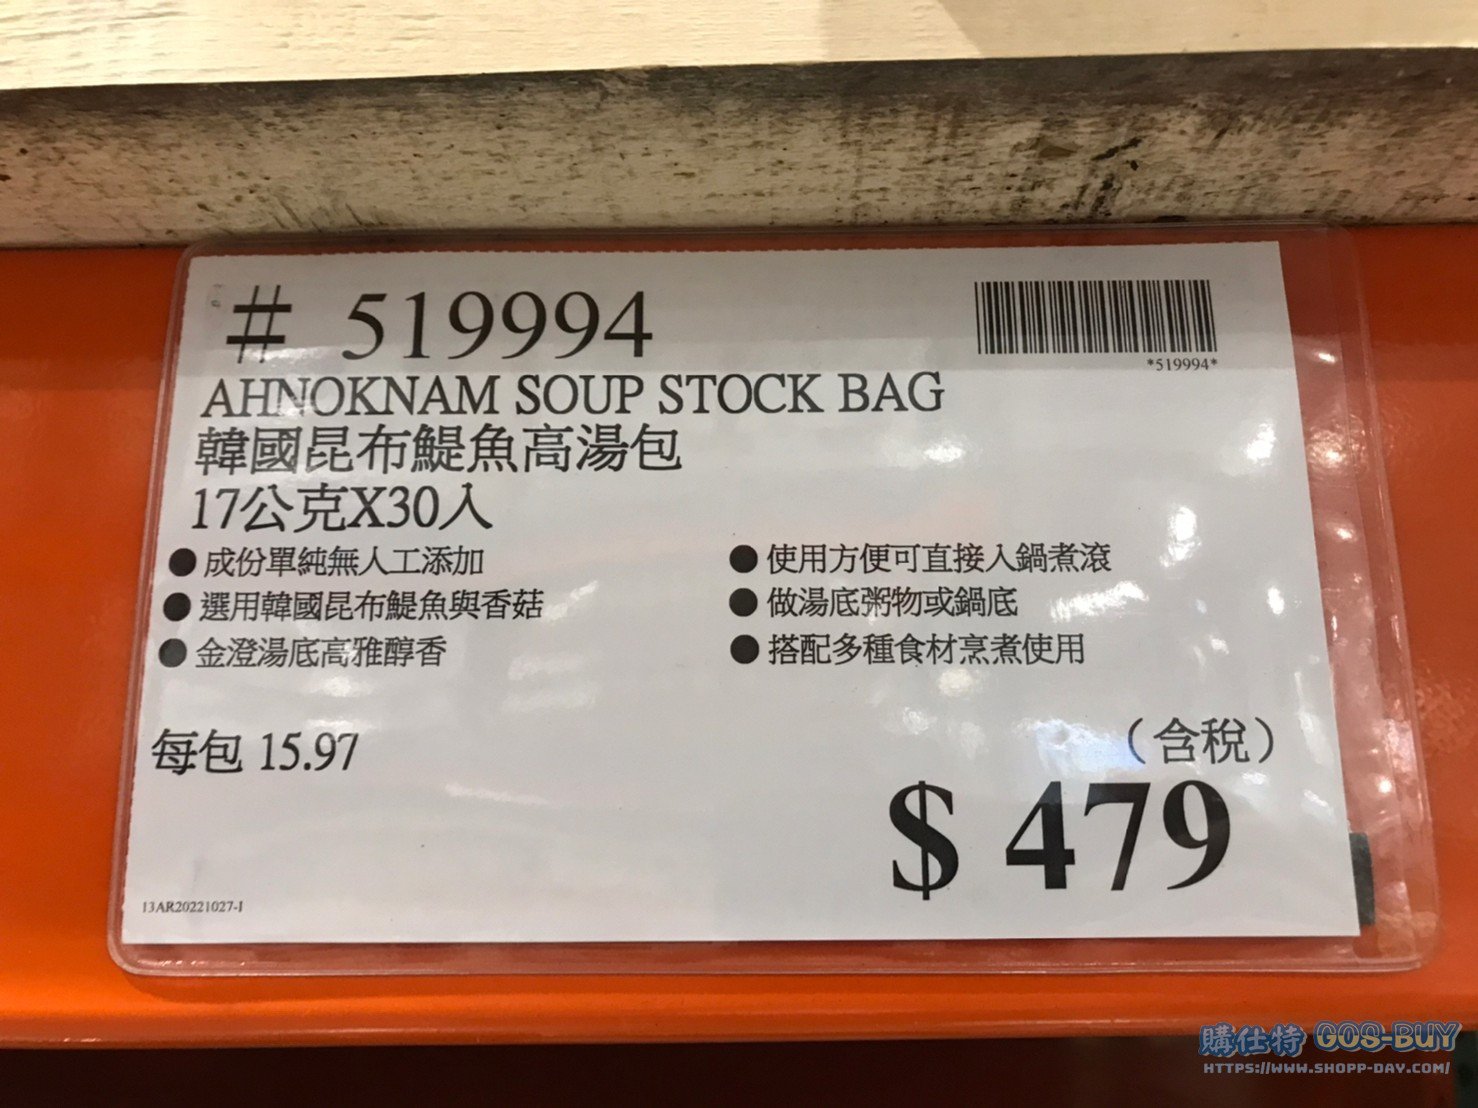 # 519994
*519994*
AHNOKNAM SOUP STOCK BAG
韓國昆布鯷魚高湯包
17公克X30入
●成份單純無人工添加
●選用韓國昆布鯷魚與香菇
●金澄湯底高雅醇香
●使用方便可直接入鍋煮滾
●做湯底粥物或鍋底
●搭配多種食材烹煮使用
每包 15.97
（含稅）
$ 479
13AR20221027-1
購仕特 GOS-BUY
HTTPS://WWW.SHOPP-DAY.COM/